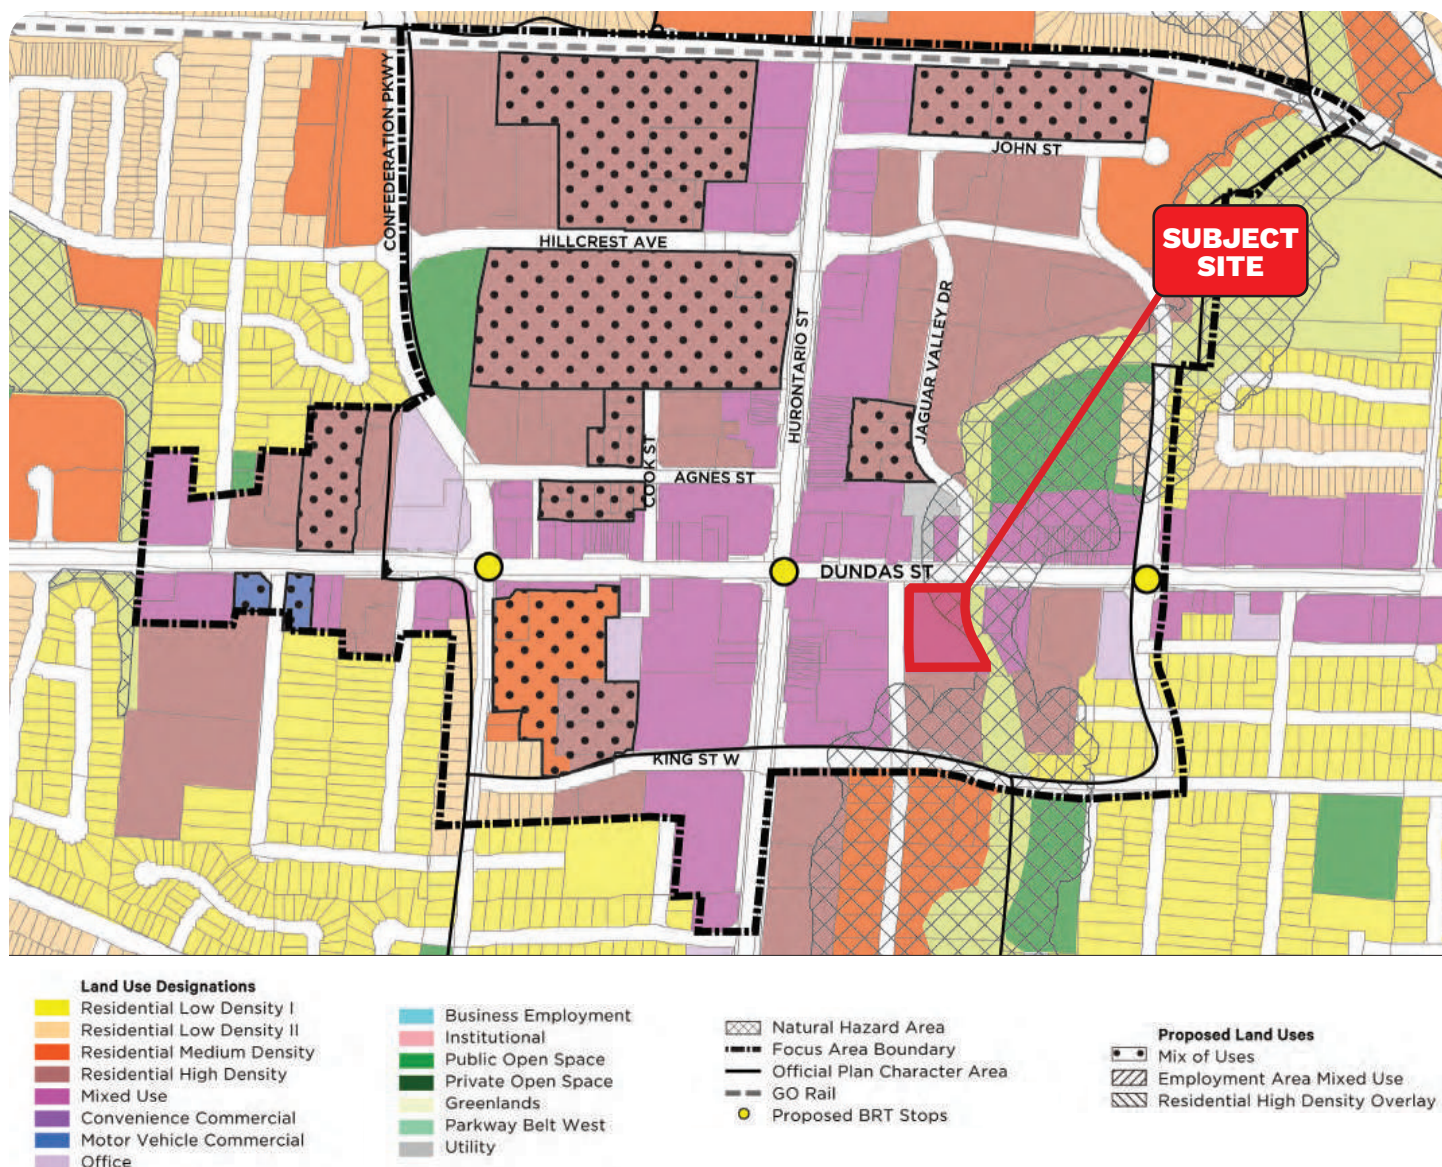 CONFEDERATION PKWY
JOHN ST
HILLCREST AVE
SUBJECT
SITE
HURONTARIO ST
JAGUAR VALLEY DR
COOK ST
AGNES ST
DUNDAS ST
KING ST W
Land Use Designations
Residential Low Density I
Residential Low Density II
Residential Medium Density
Residential High Density
Mixed Use
Convenience Commercial
Motor Vehicle Commercial
Office
Business Employment
Institutional
Public Open Space
Private Open Space
Greenlands
Parkway Belt West
Utility
Natural Hazard Area
Focus Area Boundary
Official Plan Character Area
GO Rail
Proposed BRT Stops
Proposed Land Uses
Mix of Uses
Employment Area Mixed Use
Residential High Density Overlay